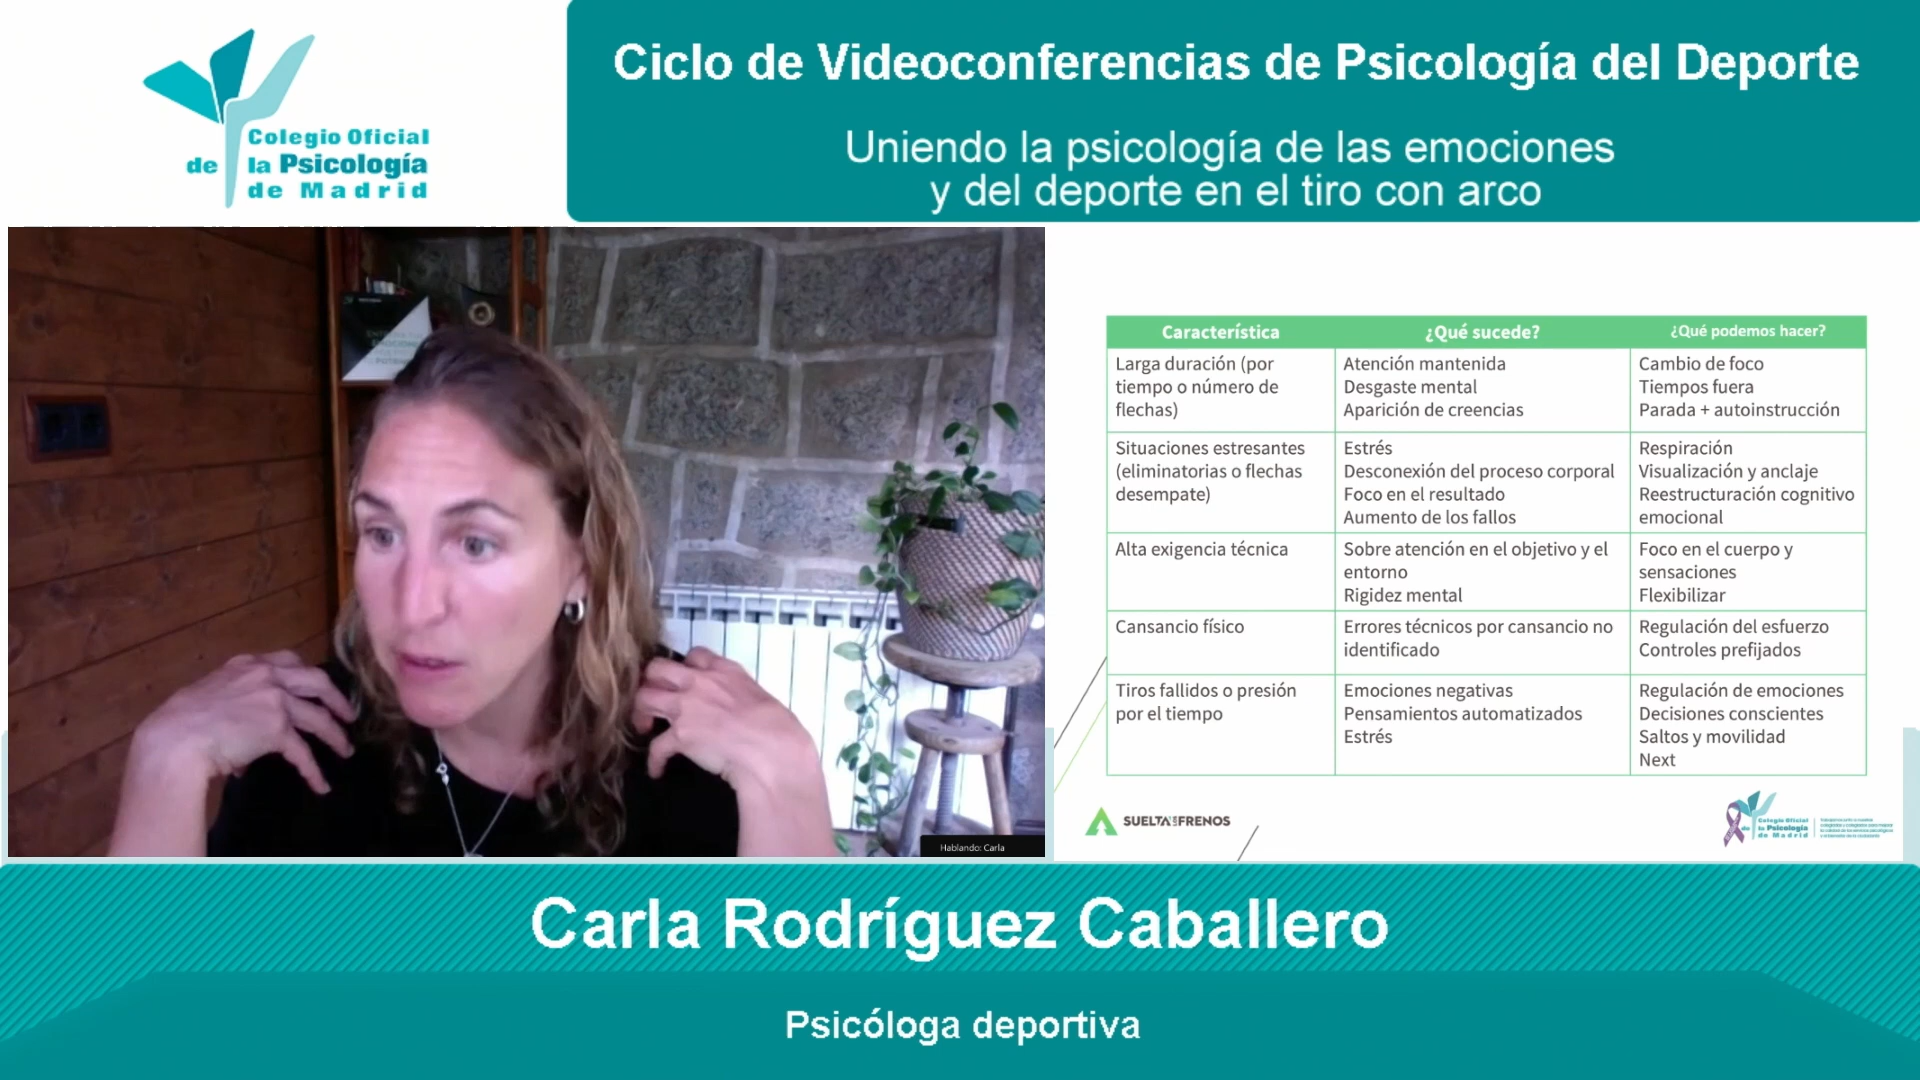 Colegio Oficial
de la Psicología
de Madrid
Ciclo de Videoconferencias de Psicología del Deporte
Uniendo la psicología de las emociones
y del deporte en el tiro con arco
Hablando: Carla
Característica
¿Qué sucede?
¿Qué podemos hacer?
Larga duración (por
tiempo o número de
flechas)
Atención mantenida
Desgaste mental
Aparición de creencias
Cambio de foco
Tiempos fuera
Parada + autoinstrucción
Situaciones estresantes
(eliminatorias o flechas
desempate)
Estrés
Desconexión del proceso corporal
Foco en el resultado
Aumento de los fallos
Respiración
Visualización y anclaje
Reestructuración cognitivo
emocional
Alta exigencia técnica
Sobre atención en el objetivo y el
entorno
Rigidez mental
Foco en el cuerpo y
sensaciones
Flexibilizar
Cansancio físico
Errores técnicos por cansancio no
identificado
Regulación del esfuerzo
Controles prefijados
Tiros fallidos o presión
por el tiempo
Emociones negativas
Pensamientos automatizados
Estrés
Regulación de emociones
Decisiones conscientes
Saltos y movilidad
Next
SUELTA FRENOS
Colegio Oficial
de la Psicología
de Madrid
Carla Rodríguez Caballero
Psicóloga deportiva